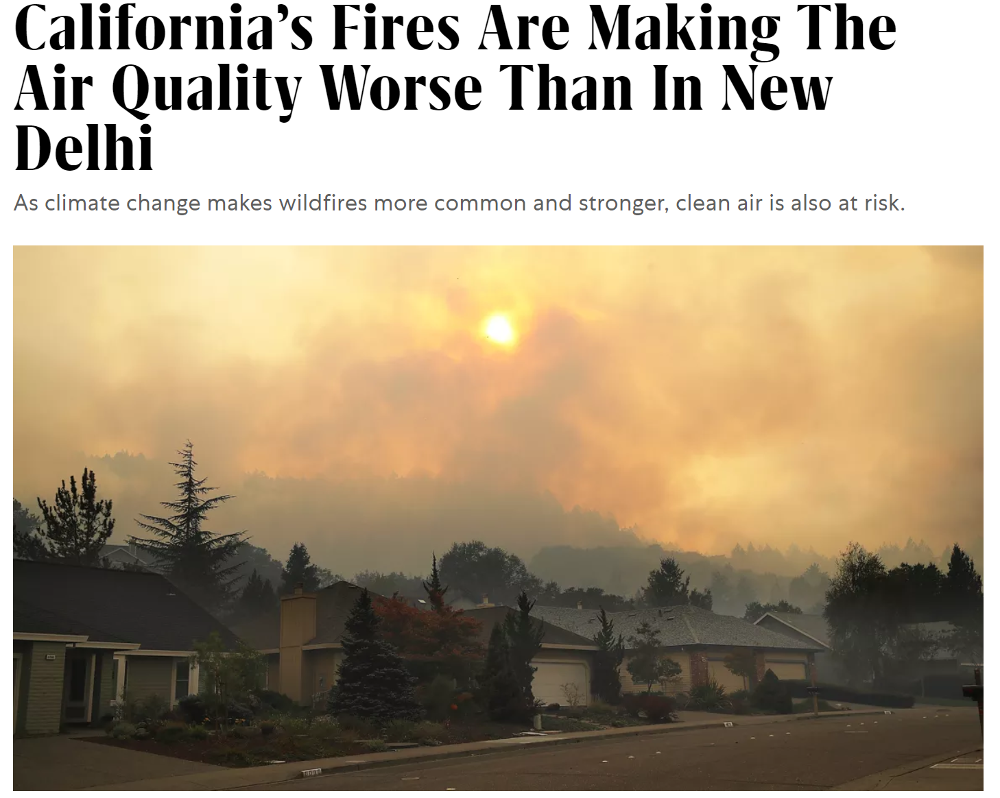 California’s Fires Are Making The
Air Quality Worse Than In New
Delhi
As climate change makes wildfires more common and stronger, clean air is also at risk.